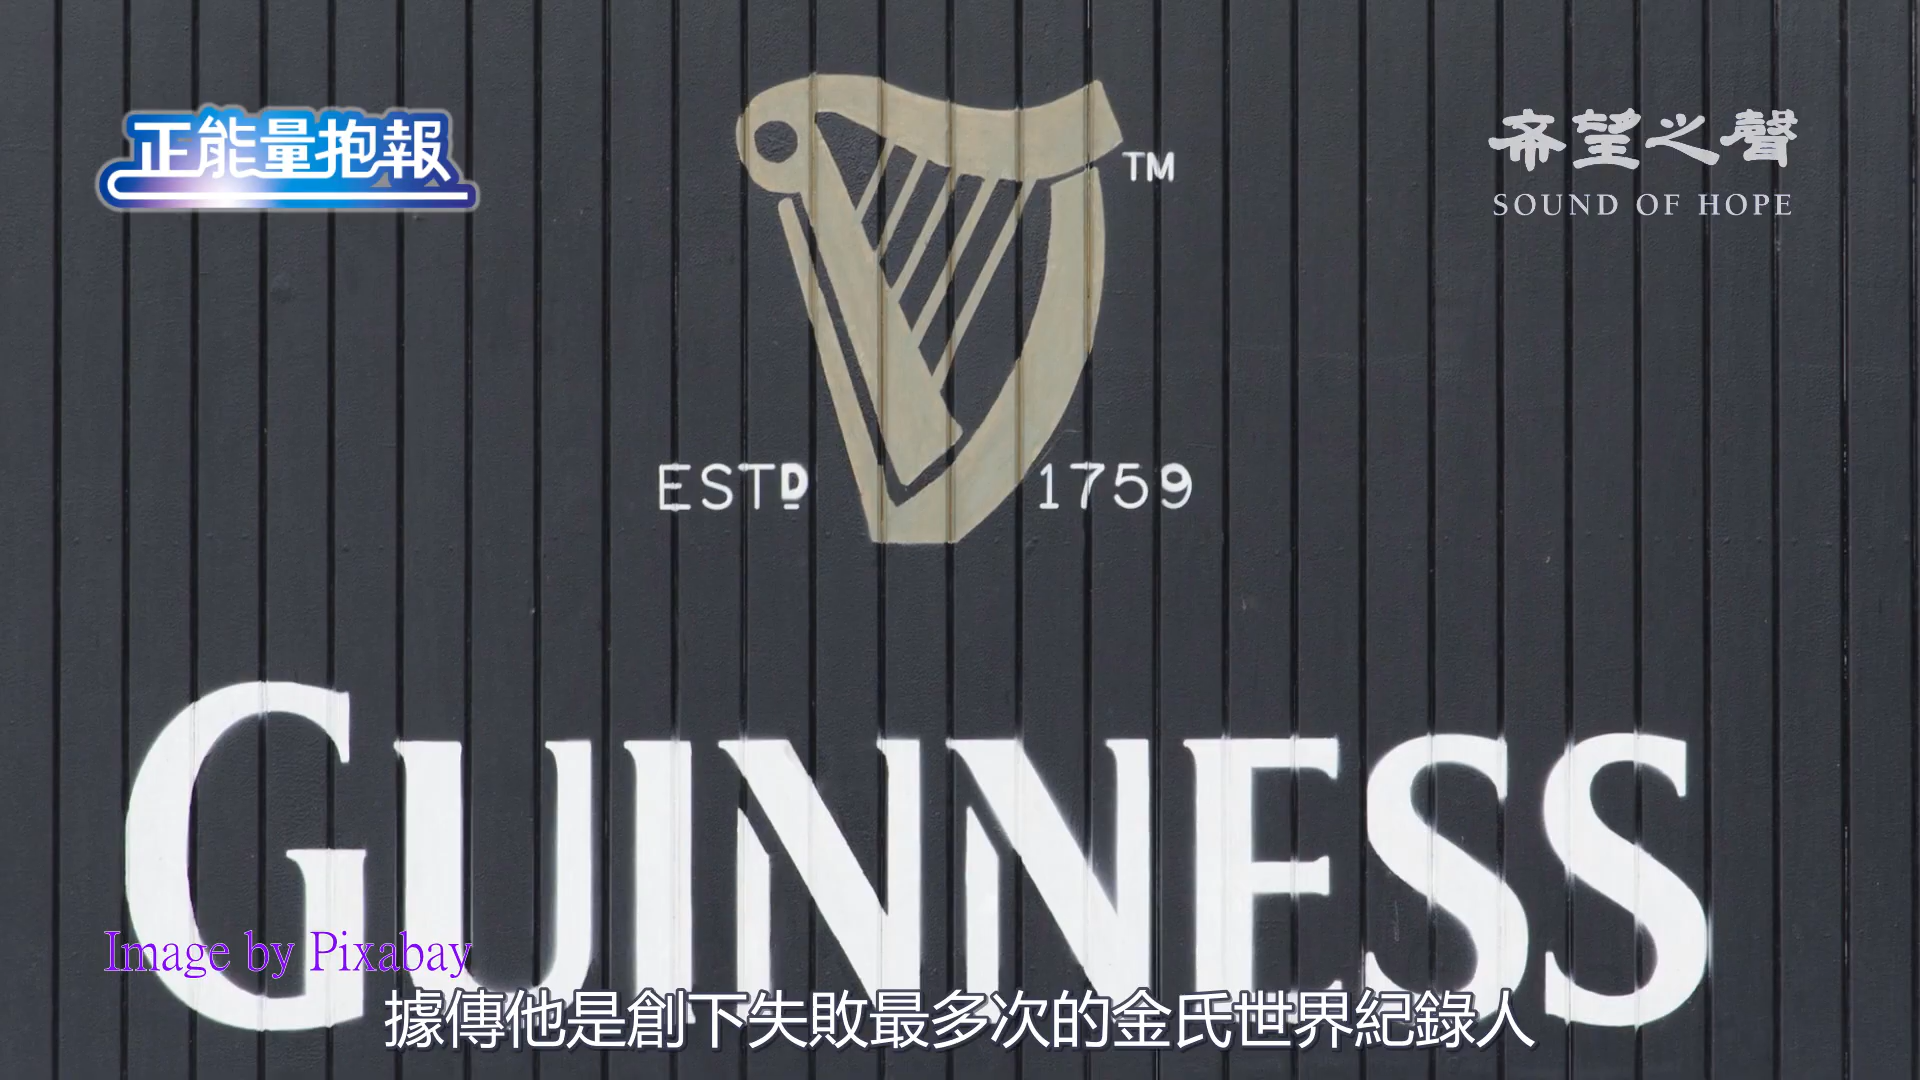 正能量抱報
希望之聲
SOUND OF HOPE
TM
ESTD 1759
GUINNESS
Image by Pixabay
據傳他是創下失敗最多次的金氏世界紀錄人